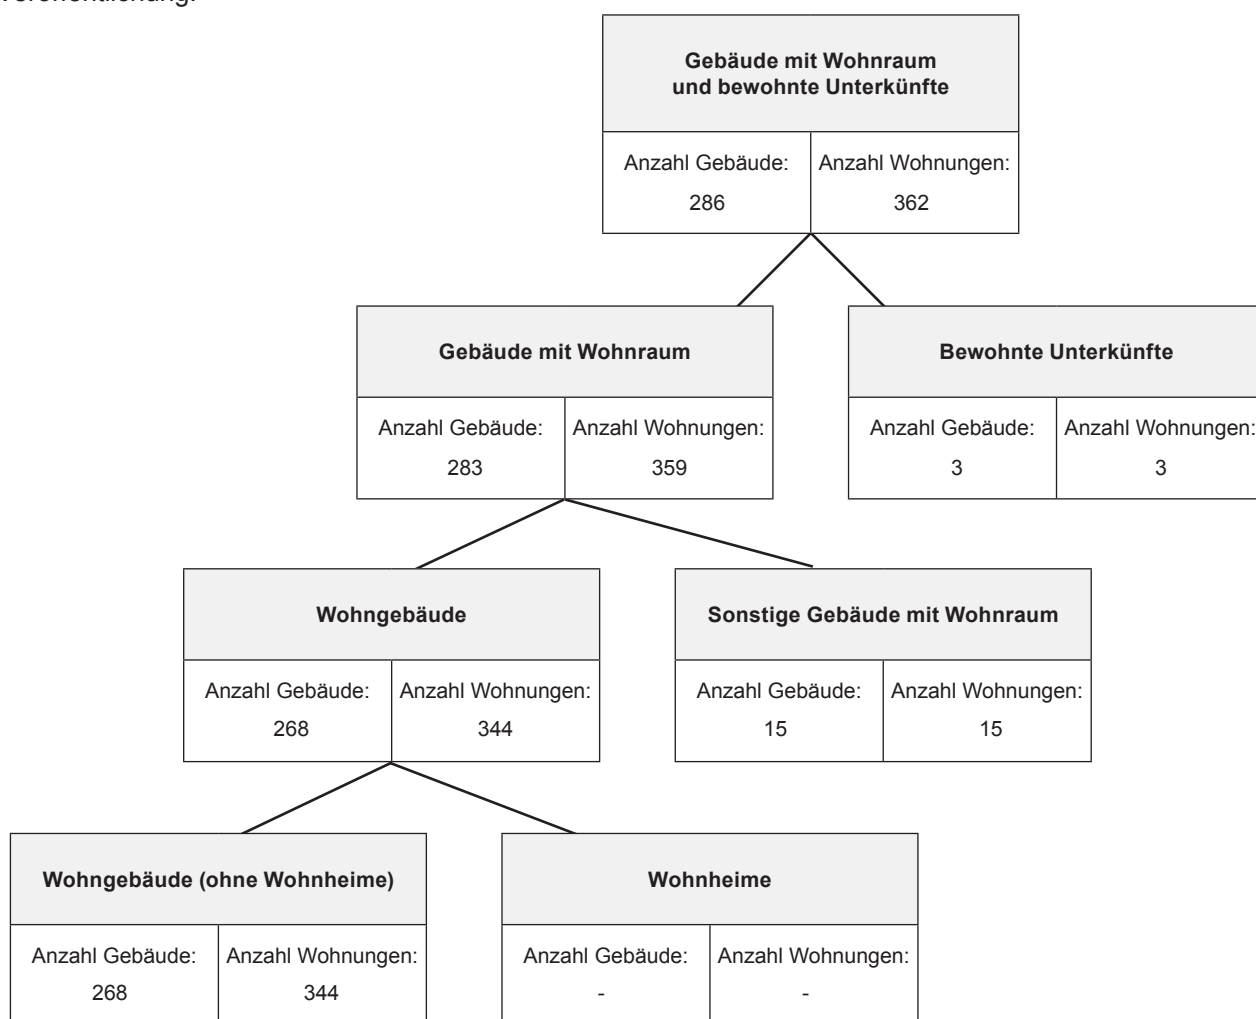 Veröffentlichung.
Gebäude mit Wohnraum
und bewohnte Unterkünfte
Anzahl Gebäude: Anzahl Wohnungen:
286 362
Gebäude mit Wohnraum
Bewohnte Unterkünfte
Anzahl Gebäude: Anzahl Wohnungen:
283 359
Anzahl Gebäude: Anzahl Wohnungen:
3 3
Wohngebäude
Sonstige Gebäude mit Wohnraum
Anzahl Gebäude: Anzahl Wohnungen:
268 344
Anzahl Gebäude: Anzahl Wohnungen:
15 15
Wohngebäude (ohne Wohnheime)
Wohnheime
Anzahl Gebäude: Anzahl Wohnungen:
268 344
Anzahl Gebäude: Anzahl Wohnungen:
- -